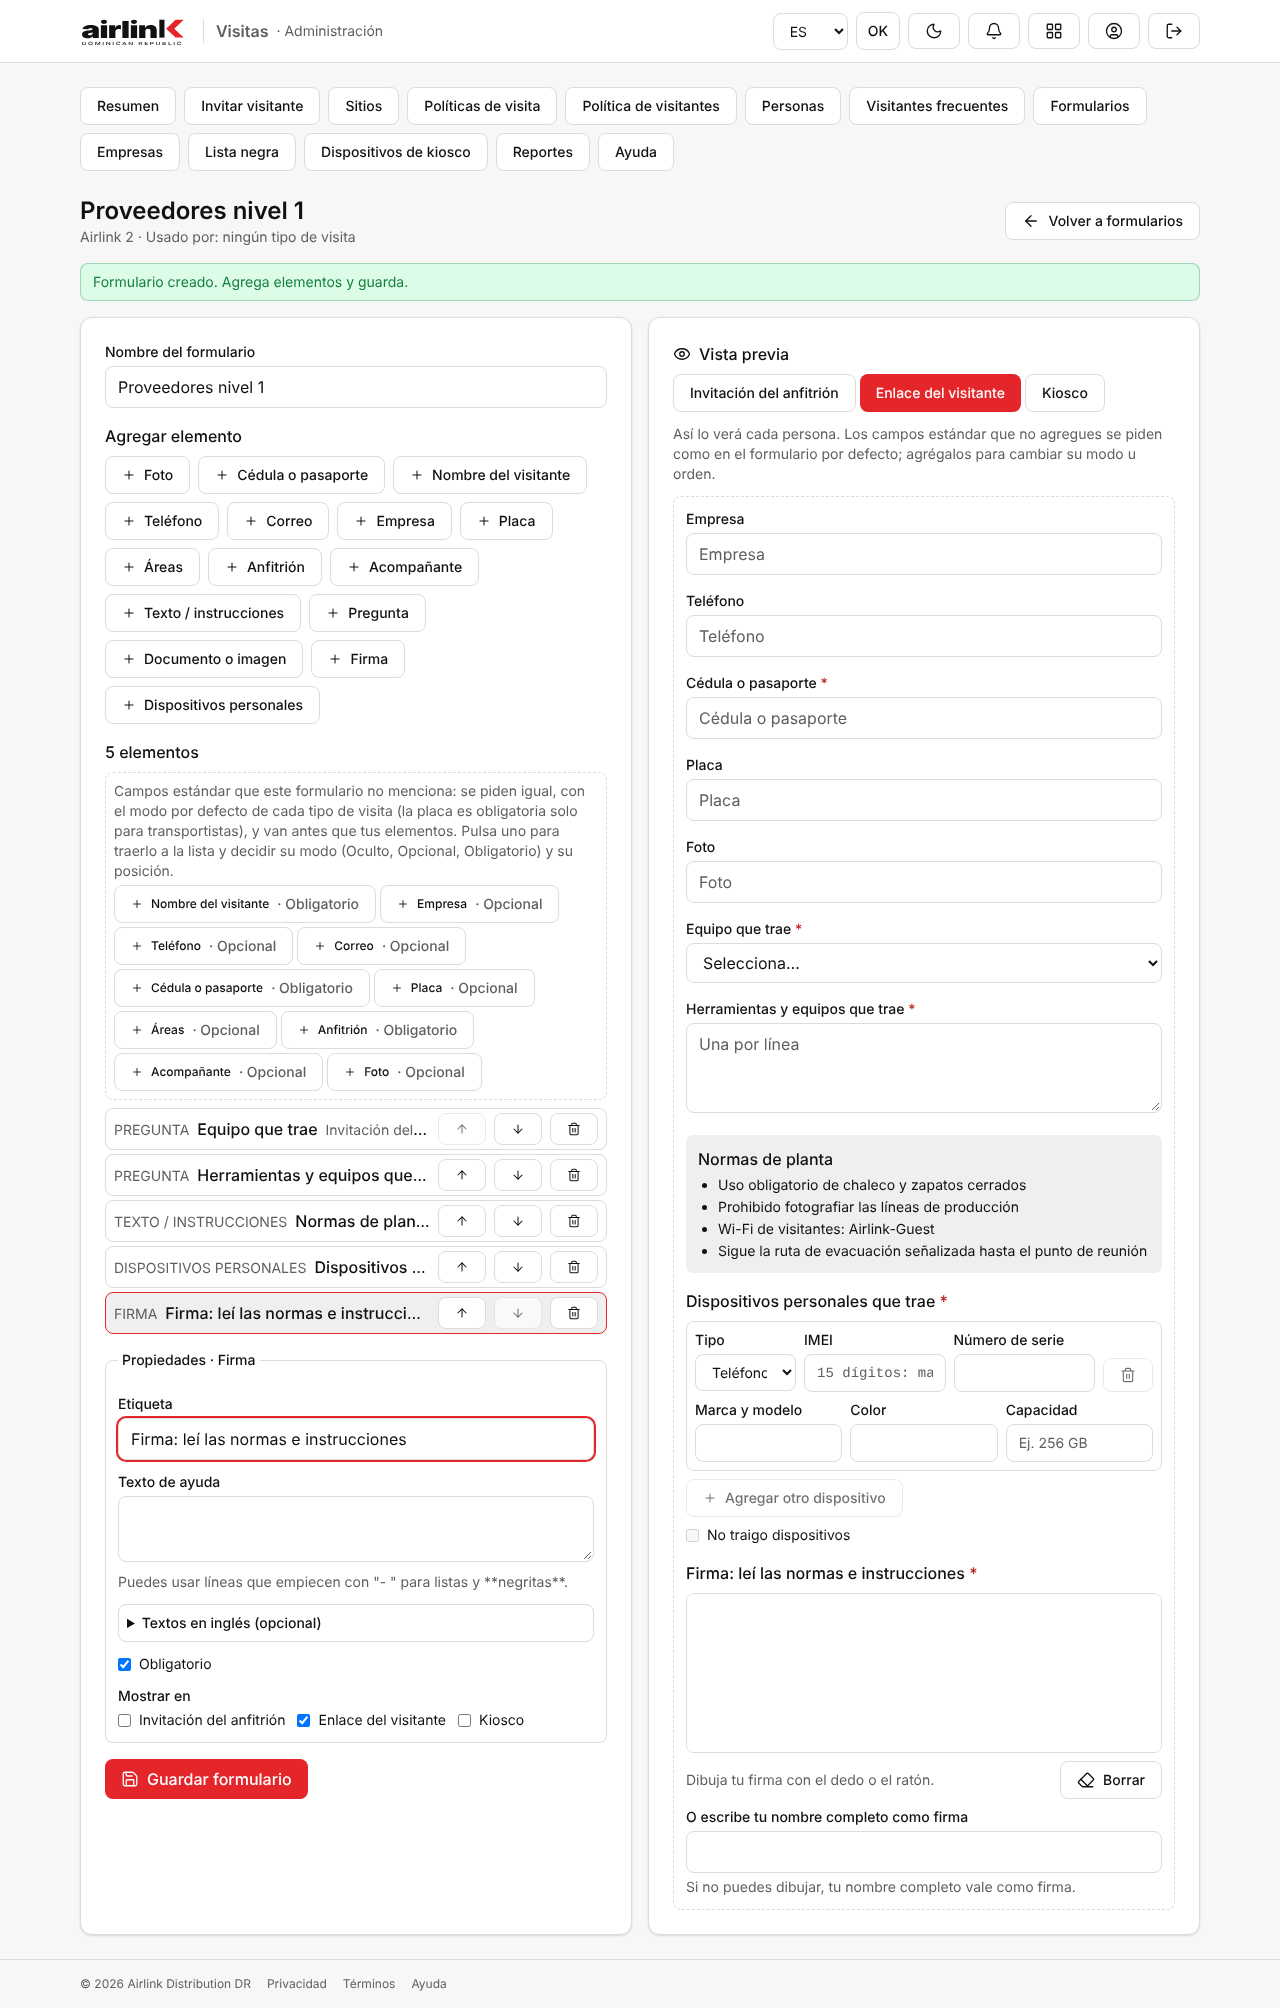 airlink
DOMINICAN REPUBLIC
Visitas · Administración
ES
OK
Resumen
Invitar visitante
Sitios
Políticas de visita
Política de visitantes
Personas
Visitantes frecuentes
Formularios
Empresas
Lista negra
Dispositivos de kiosco
Reportes
Ayuda
Proveedores nivel 1
Airlink 2 · Usado por: ningún tipo de visita
Volver a formularios
Formulario creado. Agrega elementos y guarda.
Nombre del formulario
Proveedores nivel 1
Agregar elemento
+ Foto
+ Cédula o pasaporte
+ Nombre del visitante
+ Teléfono
+ Correo
+ Empresa
+ Placa
+ Áreas
+ Anfitrión
+ Acompañante
+ Texto / instrucciones
+ Pregunta
+ Documento o imagen
+ Firma
+ Dispositivos personales
5 elementos
Campos estándar que este formulario no menciona: se piden igual, con
el modo por defecto de cada tipo de visita (la placa es obligatoria solo
para transportistas), y van antes que tus elementos. Pulsa uno para
traerlo a la lista y decidir su modo (Oculto, Opcional, Obligatorio) y su
posición.
+ Nombre del visitante · Obligatorio
+ Empresa · Opcional
+ Teléfono · Opcional
+ Correo · Opcional
+ Cédula o pasaporte · Obligatorio
+ Placa · Opcional
+ Áreas · Opcional
+ Anfitrión · Obligatorio
+ Acompañante · Opcional
+ Foto · Opcional
PREGUNTA Equipo que trae Invitación del...
PREGUNTA Herramientas y equipos que...
TEXTO / INSTRUCCIONES Normas de plan...
DISPOSITIVOS PERSONALES Dispositivos ...
FIRMA Firma: leí las normas e instrucci...
Propiedades · Firma
Etiqueta
Firma: leí las normas e instrucciones
Texto de ayuda
Puedes usar líneas que empiecen con "- " para listas y **negritas**.
Textos en inglés (opcional)
Obligatorio
Mostrar en
Invitación del anfitrión
Enlace del visitante
Kiosco
Guardar formulario
Vista previa
Invitación del anfitrión
Enlace del visitante
Kiosco
Así lo verá cada persona. Los campos estándar que no agregues se piden
como en el formulario por defecto; agrégalos para cambiar su modo u
orden.
Empresa
Empresa
Teléfono
Teléfono
Cédula o pasaporte *
Cédula o pasaporte
Placa
Placa
Foto
Foto
Equipo que trae *
Selecciona...
Herramientas y equipos que trae *
Una por línea
Normas de planta
• Uso obligatorio de chaleco y zapatos cerrados
• Prohibido fotografiar las líneas de producción
• Wi-Fi de visitantes: Airlink-Guest
• Sigue la ruta de evacuación señalizada hasta el punto de reunión
Dispositivos personales que trae *
Tipo
IMEI
Número de serie
Teléfonc
15 dígitos: ma
Marca y modelo
Color
Capacidad
Ej. 256 GB
+ Agregar otro dispositivo
No traigo dispositivos
Firma: leí las normas e instrucciones *
Dibuja tu firma con el dedo o el ratón.
Borrar
O escribe tu nombre completo como firma
Si no puedes dibujar, tu nombre completo vale como firma.
© 2026 Airlink Distribution DR
Privacidad
Términos
Ayuda